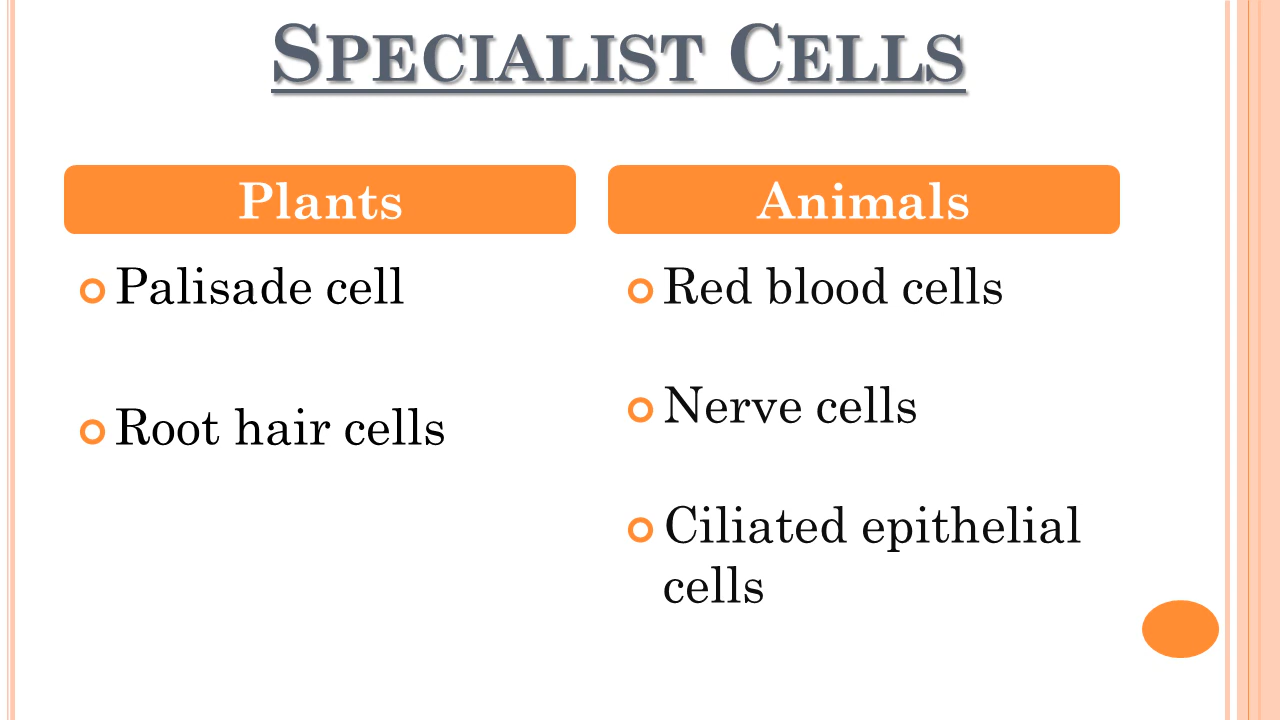 Specialist Cells
Plants
Palisade cell
Root hair cells
Animals
Red blood cells
Nerve cells
Ciliated epithelial
cells